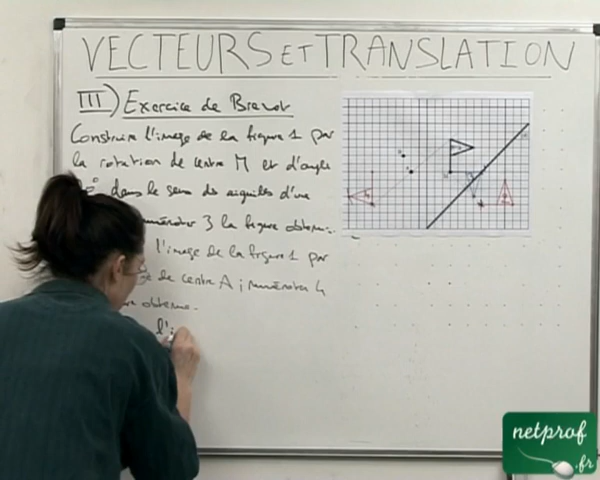 VECTEURS ET TRANSLATION
III) Exercice de Brevet
Construire l'image de la figure 1 par
la rotation de centre M et d'angle
dans le sens des aiguilles d'une
3 la figure obtenue.
l'image de la figure 1 par
de centre A ; numéroter 4
obtenue.
netprof
.fr